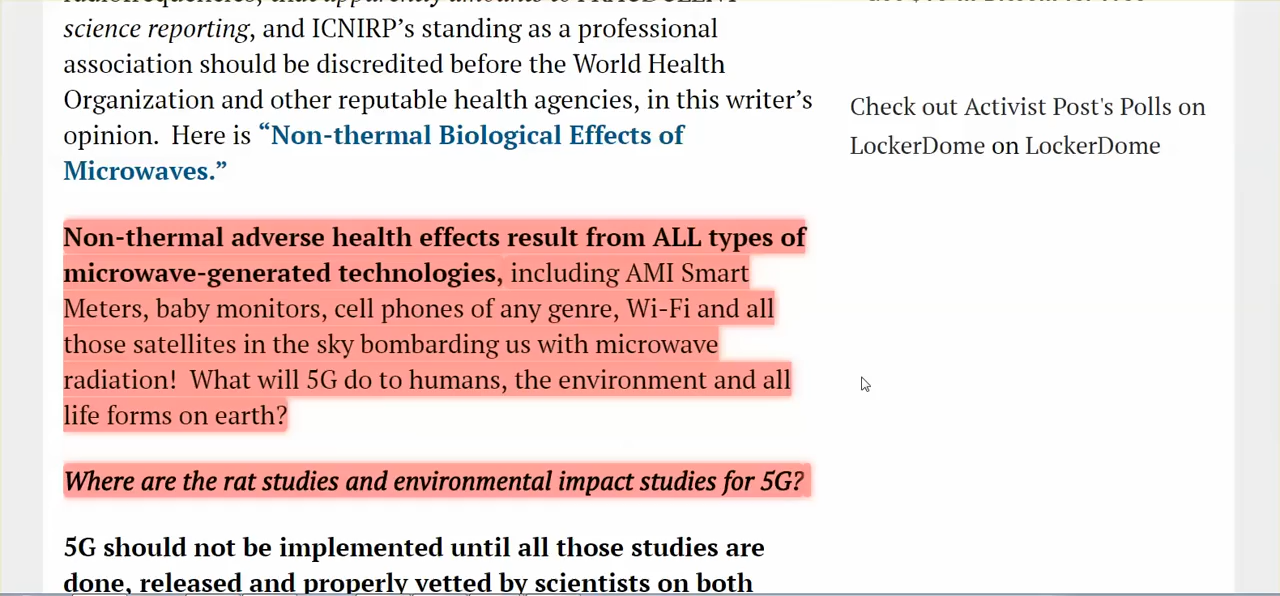 science reporting, and ICNIRP's standing as a professional
association should be discredited before the World Health
Organization and other reputable health agencies, in this writer's
opinion.  Here is “Non-thermal Biological Effects of
Microwaves.”
Non-thermal adverse health effects result from ALL types of
microwave-generated technologies, including AMI Smart
Meters, baby monitors, cell phones of any genre, Wi-Fi and all
those satellites in the sky bombarding us with microwave
radiation!  What will 5G do to humans, the environment and all
life forms on earth?
Where are the rat studies and environmental impact studies for 5G?
5G should not be implemented until all those studies are
done, released and properly vetted by scientists on both
Check out Activist Post's Polls on
LockerDome on LockerDome